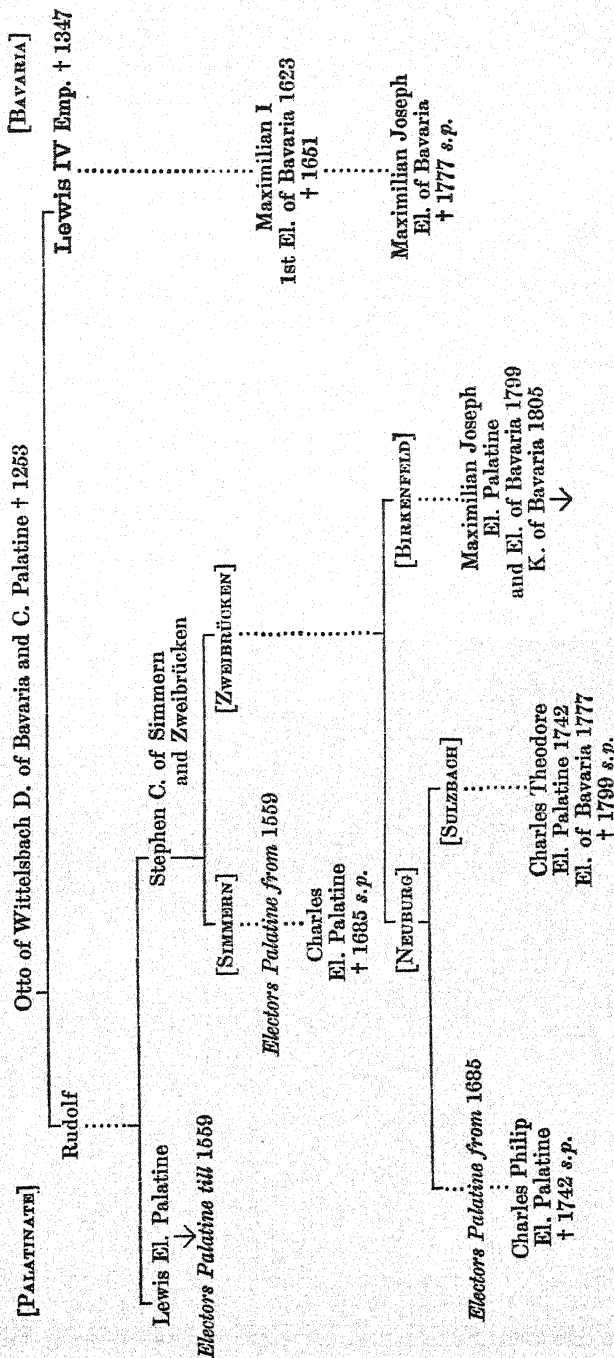 Otto of Wittelsbach D. of Bavaria and C. Palatine † 1253
[PALATINATE]
[BAVARIA]
Rudolf
Lewis IV Emp. † 1347
Lewis El. Palatine
Electors Palatine till 1559
Stephen C. of Simmern
and Zweibrücken
[SIMMERN]
[ZWEIBRÜCKEN]
Electors Palatine from 1559
Maximilian I
1st El. of Bavaria 1623
† 1651
Charles
El. Palatine
† 1685 s.p.
[NEUBURG]
[BIRKENFELD]
Maximilian Joseph
El. of Bavaria
† 1777 s.p.
[SULZBACH]
Electors Palatine from 1685
Maximilian Joseph
El. Palatine
and El. of Bavaria 1799
K. of Bavaria 1805
Charles Philip
El. Palatine
† 1742 s.p.
Charles Theodore
El. Palatine 1742
El. of Bavaria 1777
† 1799 s.p.